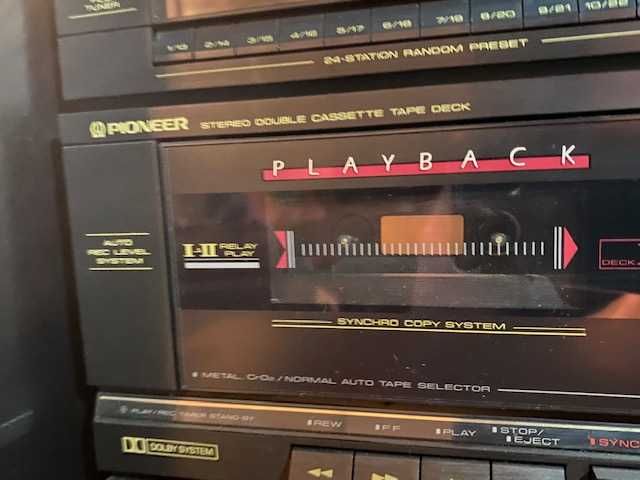 TUNER
1/13 2/14 3/15 4/16 5/17 6/18 7/19 8/20 9/21 10/22
24-STATION RANDOM PRESET
PIONEER STEREO DOUBLE CASSETTE TAPE DECK
PLAYBACK
AUTO
REC LEVEL
SYSTEM
I-II RELAY
PLAY
DECK
SYNCHRO COPY SYSTEM
METAL, CrO2/NORMAL AUTO TAPE SELECTOR
PLAY/REC TIMER STAND-BY
REW FF PLAY STOP/
EJECT SYNC
DOLBY SYSTEM